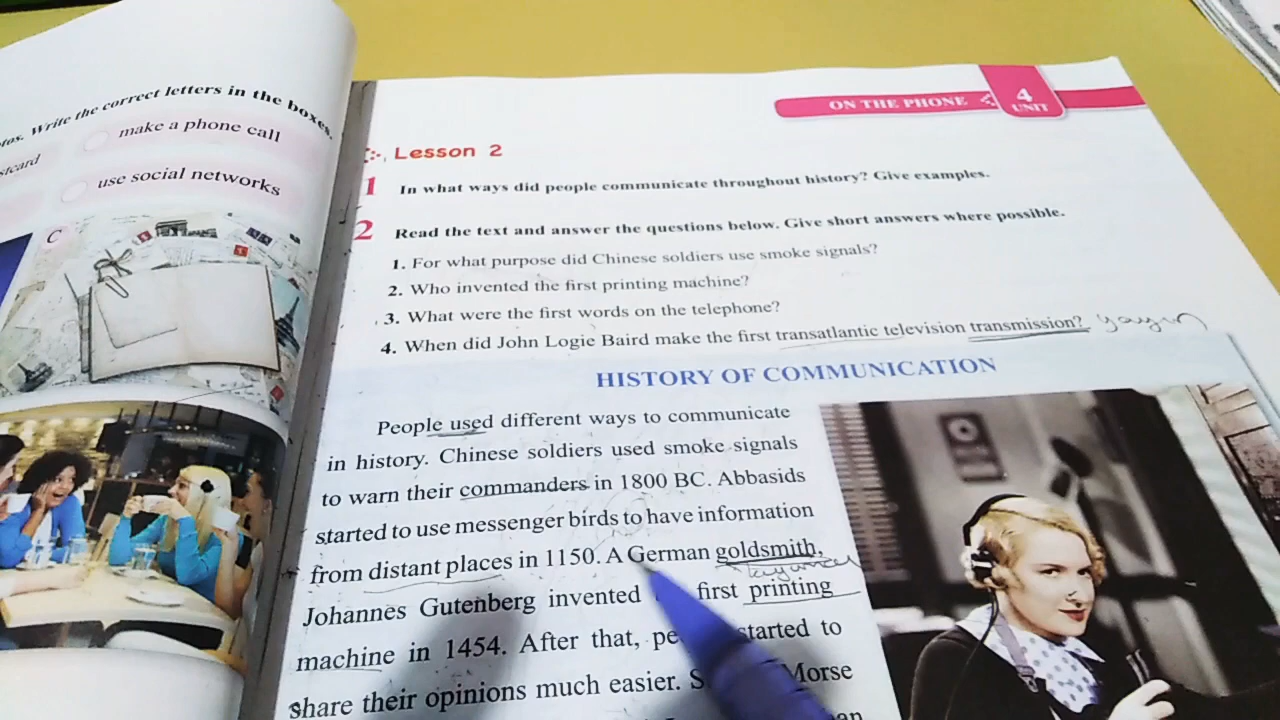 tos. Write the correct letters in the boxes.
stcard
make a phone call
use social networks
C
ON THE PHONE
4
UNIT
Lesson 2
1 In what ways did people communicate throughout history? Give examples.
2 Read the text and answer the questions below. Give short answers where possible.
1. For what purpose did Chinese soldiers use smoke signals?
2. Who invented the first printing machine?
3. What were the first words on the telephone?
4. When did John Logie Baird make the first transatlantic television transmission? yayın
HISTORY OF COMMUNICATION
People used different ways to communicate
in history. Chinese soldiers used smoke signals
to warn their commanders in 1800 BC. Abbasids
started to use messenger birds to have information
from distant places in 1150. A German goldsmith,
Johannes Gutenberg invented first printing
machine in 1454. After that, pe started to
share their opinions much easier. S Morse
an